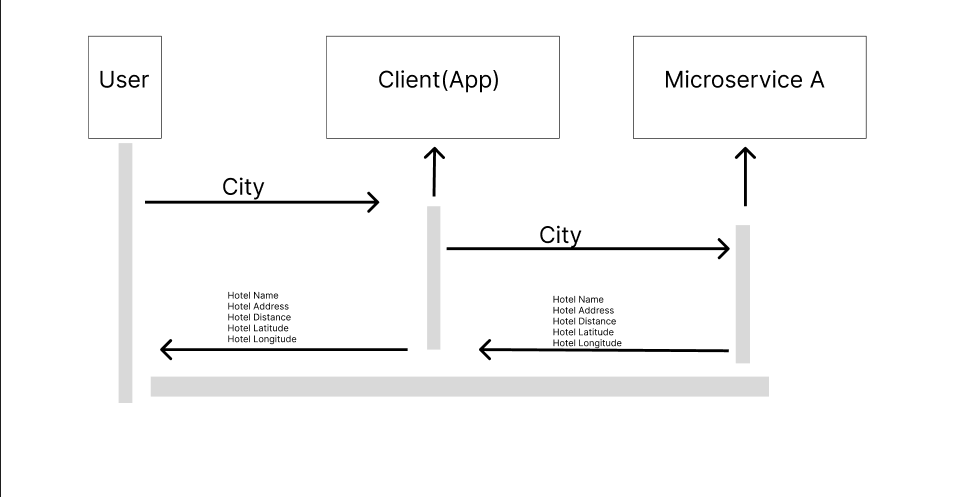 User
Client(App)
Microservice A
City
City
Hotel Name
Hotel Address
Hotel Distance
Hotel Latitude
Hotel Longitude
Hotel Name
Hotel Address
Hotel Distance
Hotel Latitude
Hotel Longitude